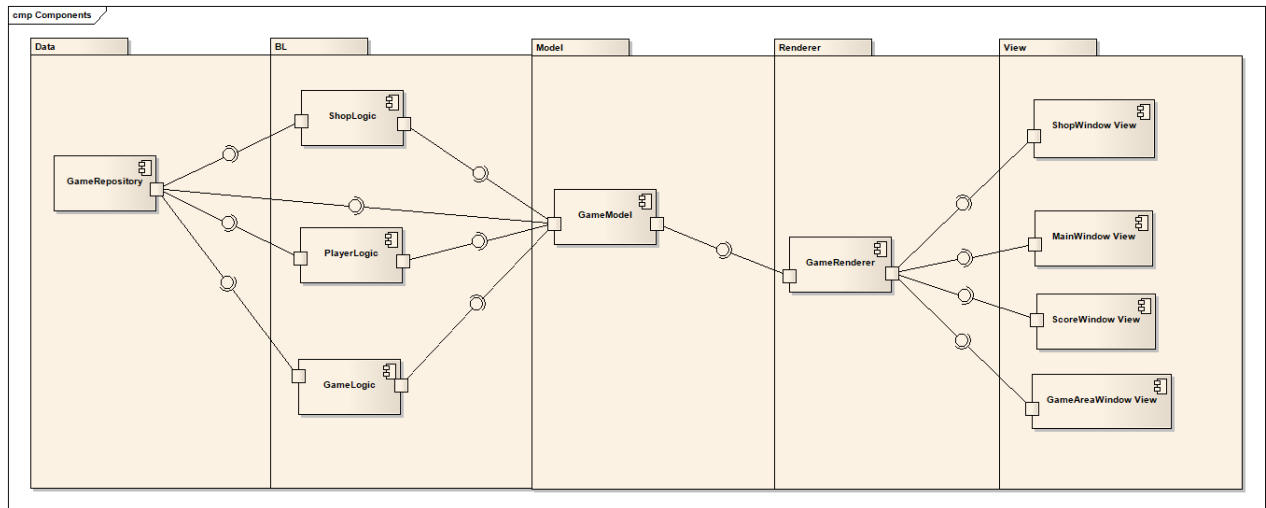 cmp Components
Data
BL
Model
Renderer
View
ShopLogic
ShopWindow View
GameRepository
GameModel
MainWindow View
PlayerLogic
GameRenderer
ScoreWindow View
GameLogic
GameAreaWindow View